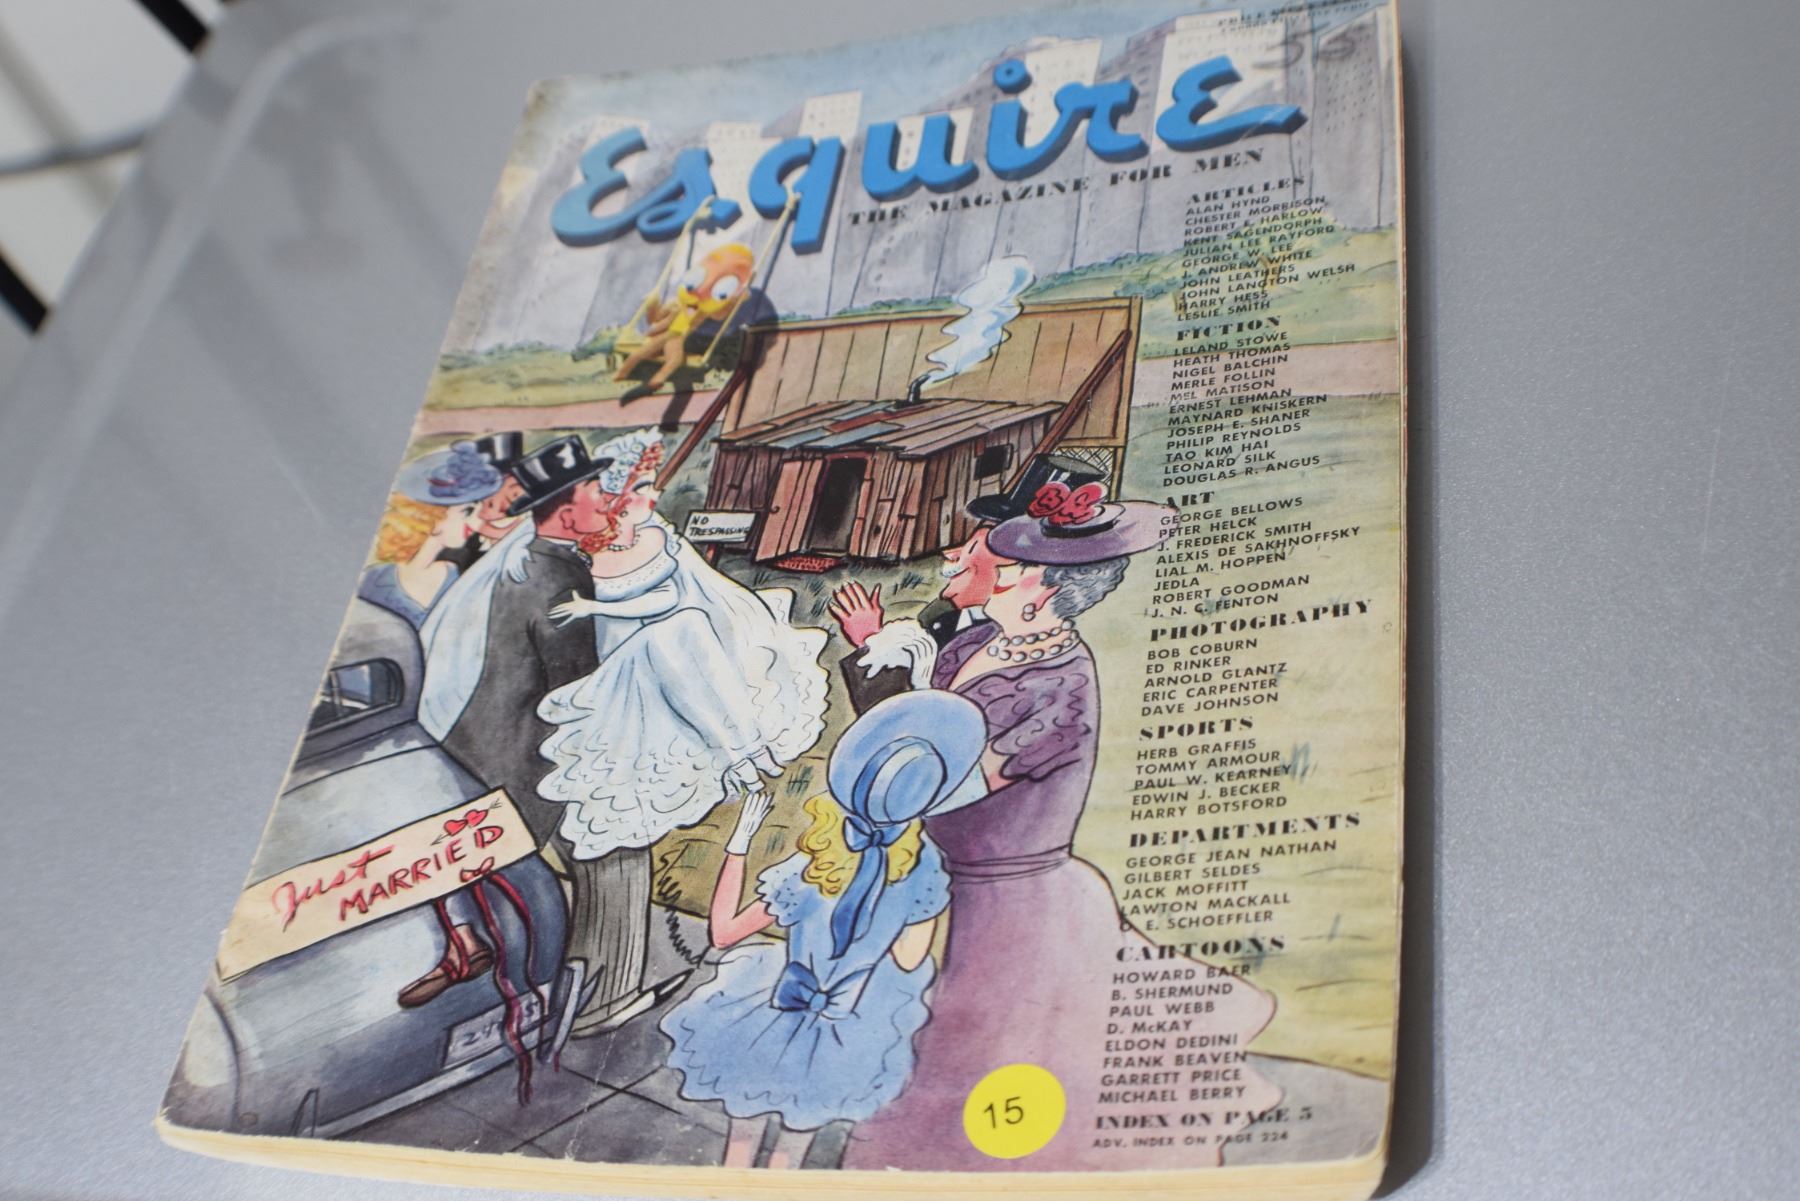 Esquire
THE MAGAZINE FOR MEN
ARTICLES
ALAN HYND
CHESTER MORRISON
ROBERT E. HARLOW
KENT SAGENDORPH
JULIAN LEE RAYFORD
GEORGE W. LEE
J. ANDREW WHITE
JOHN LEATHERS
JOHN LANGTON WELSH
HARRY HESS
LESLIE SMITH
FICTION
LELAND STOWE
HEATH THOMAS
NIGEL BALCHIN
MERLE FOLLIN
MEL MATISON
ERNEST LEHMAN
MAYNARD KNISKERN
JOSEPH E. SHANER
PHILIP REYNOLDS
TAO KIM HAI
LEONARD SILK
DOUGLAS R. ANGUS
ART
GEORGE BELLOWS
PETER HELCK
J. FREDERICK SMITH
ALEXIS DE SAKHNOFFSKY
LIAL M. HOPPEN
JEDLA
ROBERT GOODMAN
J. N. C. FENTON
PHOTOGRAPHY
BOB COBURN
ED RINKER
ARNOLD GLANTZ
ERIC CARPENTER
DAVE JOHNSON
SPORTS
HERB GRAFFIS
TOMMY ARMOUR
PAUL W. KEARNEY
EDWIN J. BECKER
HARRY BOTSFORD
DEPARTMENTS
GEORGE JEAN NATHAN
GILBERT SELDES
JACK MOFFITT
LAWTON MACKALL
O. E. SCHOEFFLER
CARTOONS
HOWARD BAER
B. SHERMUND
PAUL WEBB
D. McKAY
ELDON DEDINI
FRANK BEAVEN
GARRETT PRICE
MICHAEL BERRY
INDEX ON PAGE 5
ADV. INDEX ON PAGE 224
NO
TRESPASSING
Just
MARRIED
Shermund
15